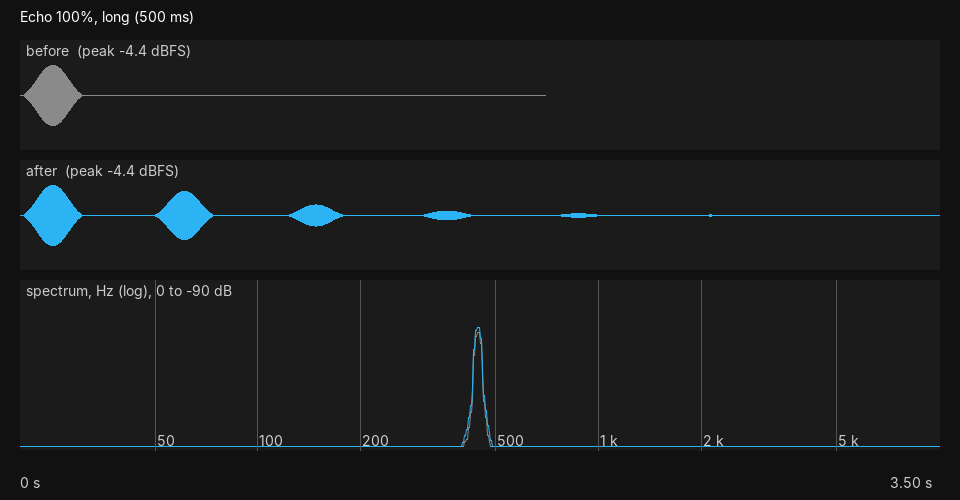 Echo 100%, long (500 ms)
before  (peak -4.4 dBFS)
after  (peak -4.4 dBFS)
spectrum, Hz (log), 0 to -90 dB
50 100 200 500 1 k 2 k 5 k
0 s 3.50 s